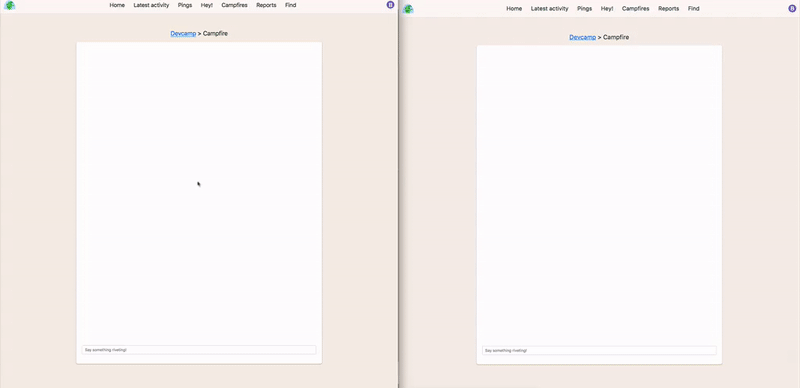 Home Latest activity Pings Hey! Campfires Reports Find B
Devcamp > Campfire
Say something riveting!
Home Latest activity Pings Hey! Campfires Reports Find B
Devcamp > Campfire
Say something riveting!